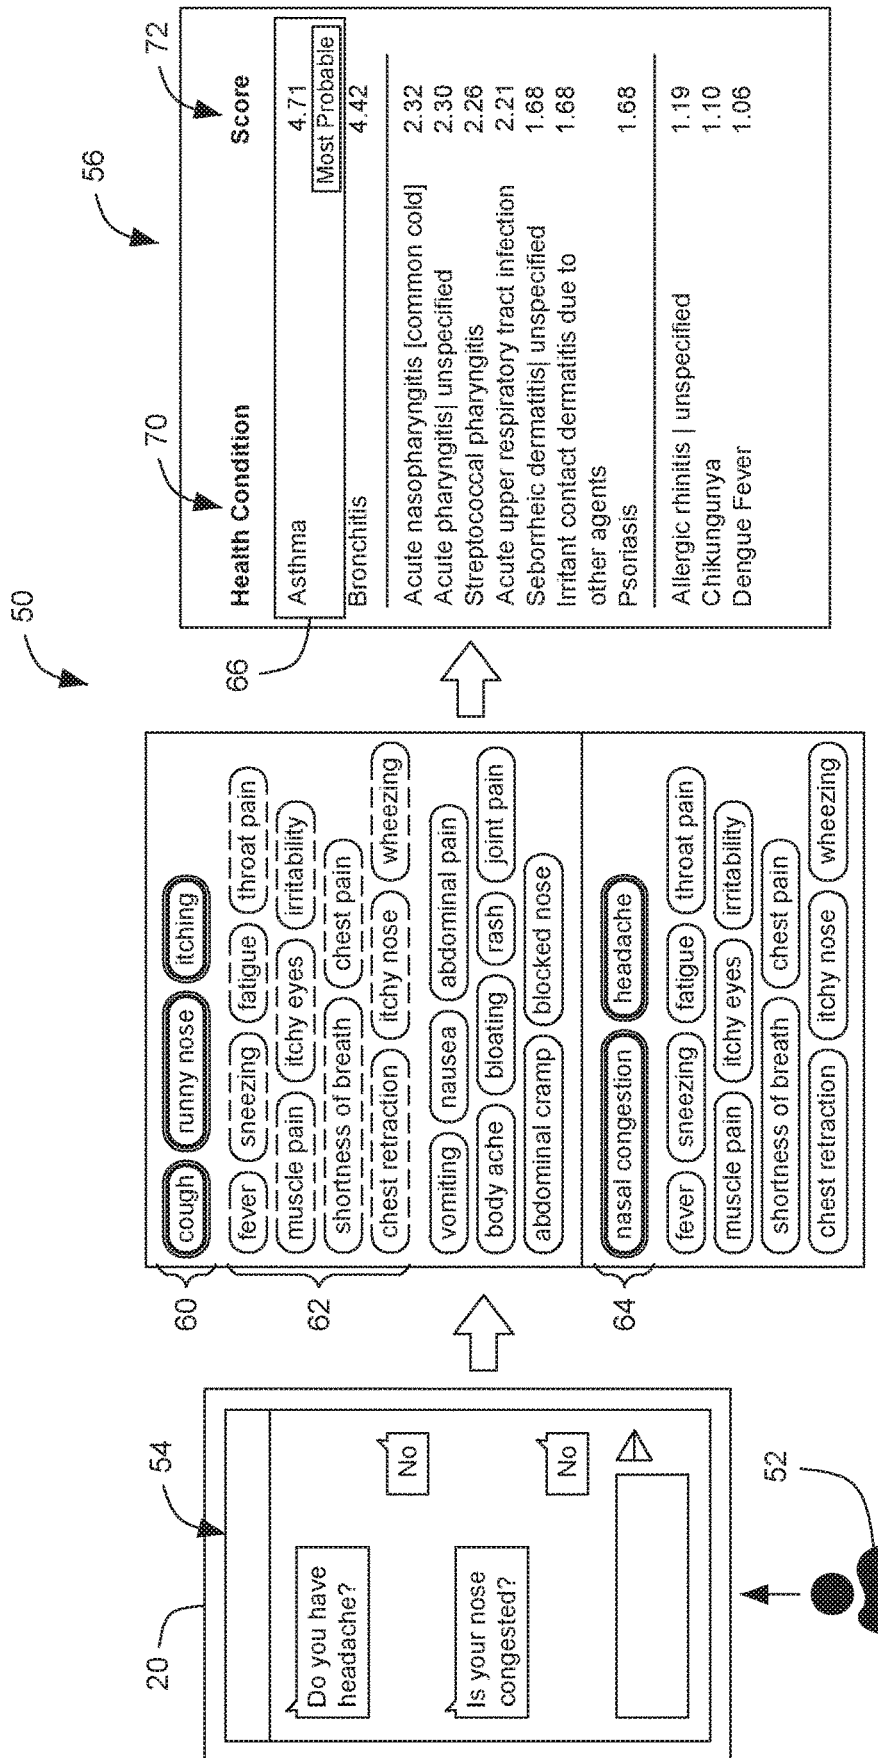 50
20
54
Do you have
headache?
No
Is your nose
congested?
No
52
60
cough runny nose itching
62
fever sneezing fatigue throat pain
muscle pain itchy eyes irritability
shortness of breath chest pain
chest retraction itchy nose wheezing
vomiting nausea abdominal pain
body ache bloating rash joint pain
abdominal cramp blocked nose
64
nasal congestion headache
fever sneezing fatigue throat pain
muscle pain itchy eyes irritability
shortness of breath chest pain
chest retraction itchy nose wheezing
56
70
72
Health Condition Score
66
Asthma 4.71
Most Probable
Bronchitis 4.42
Acute nasopharyngitis [common cold] 2.32
Acute pharyngitis| unspecified 2.30
Streptococcal pharyngitis 2.26
Acute upper respiratory tract infection 2.21
Seborrheic dermatitis| unspecified 1.68
Irritant contact dermatitis due to 1.68
other agents
Psoriasis 1.68
Allergic rhinitis | unspecified 1.19
Chikungunya 1.10
Dengue Fever 1.06